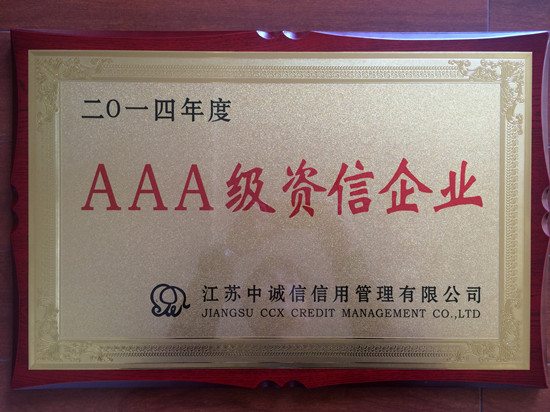 二〇一四年度
AAA级资信企业
江苏中诚信信用管理有限公司
JIANGSU CCX CREDIT MANAGEMENT CO.,LTD